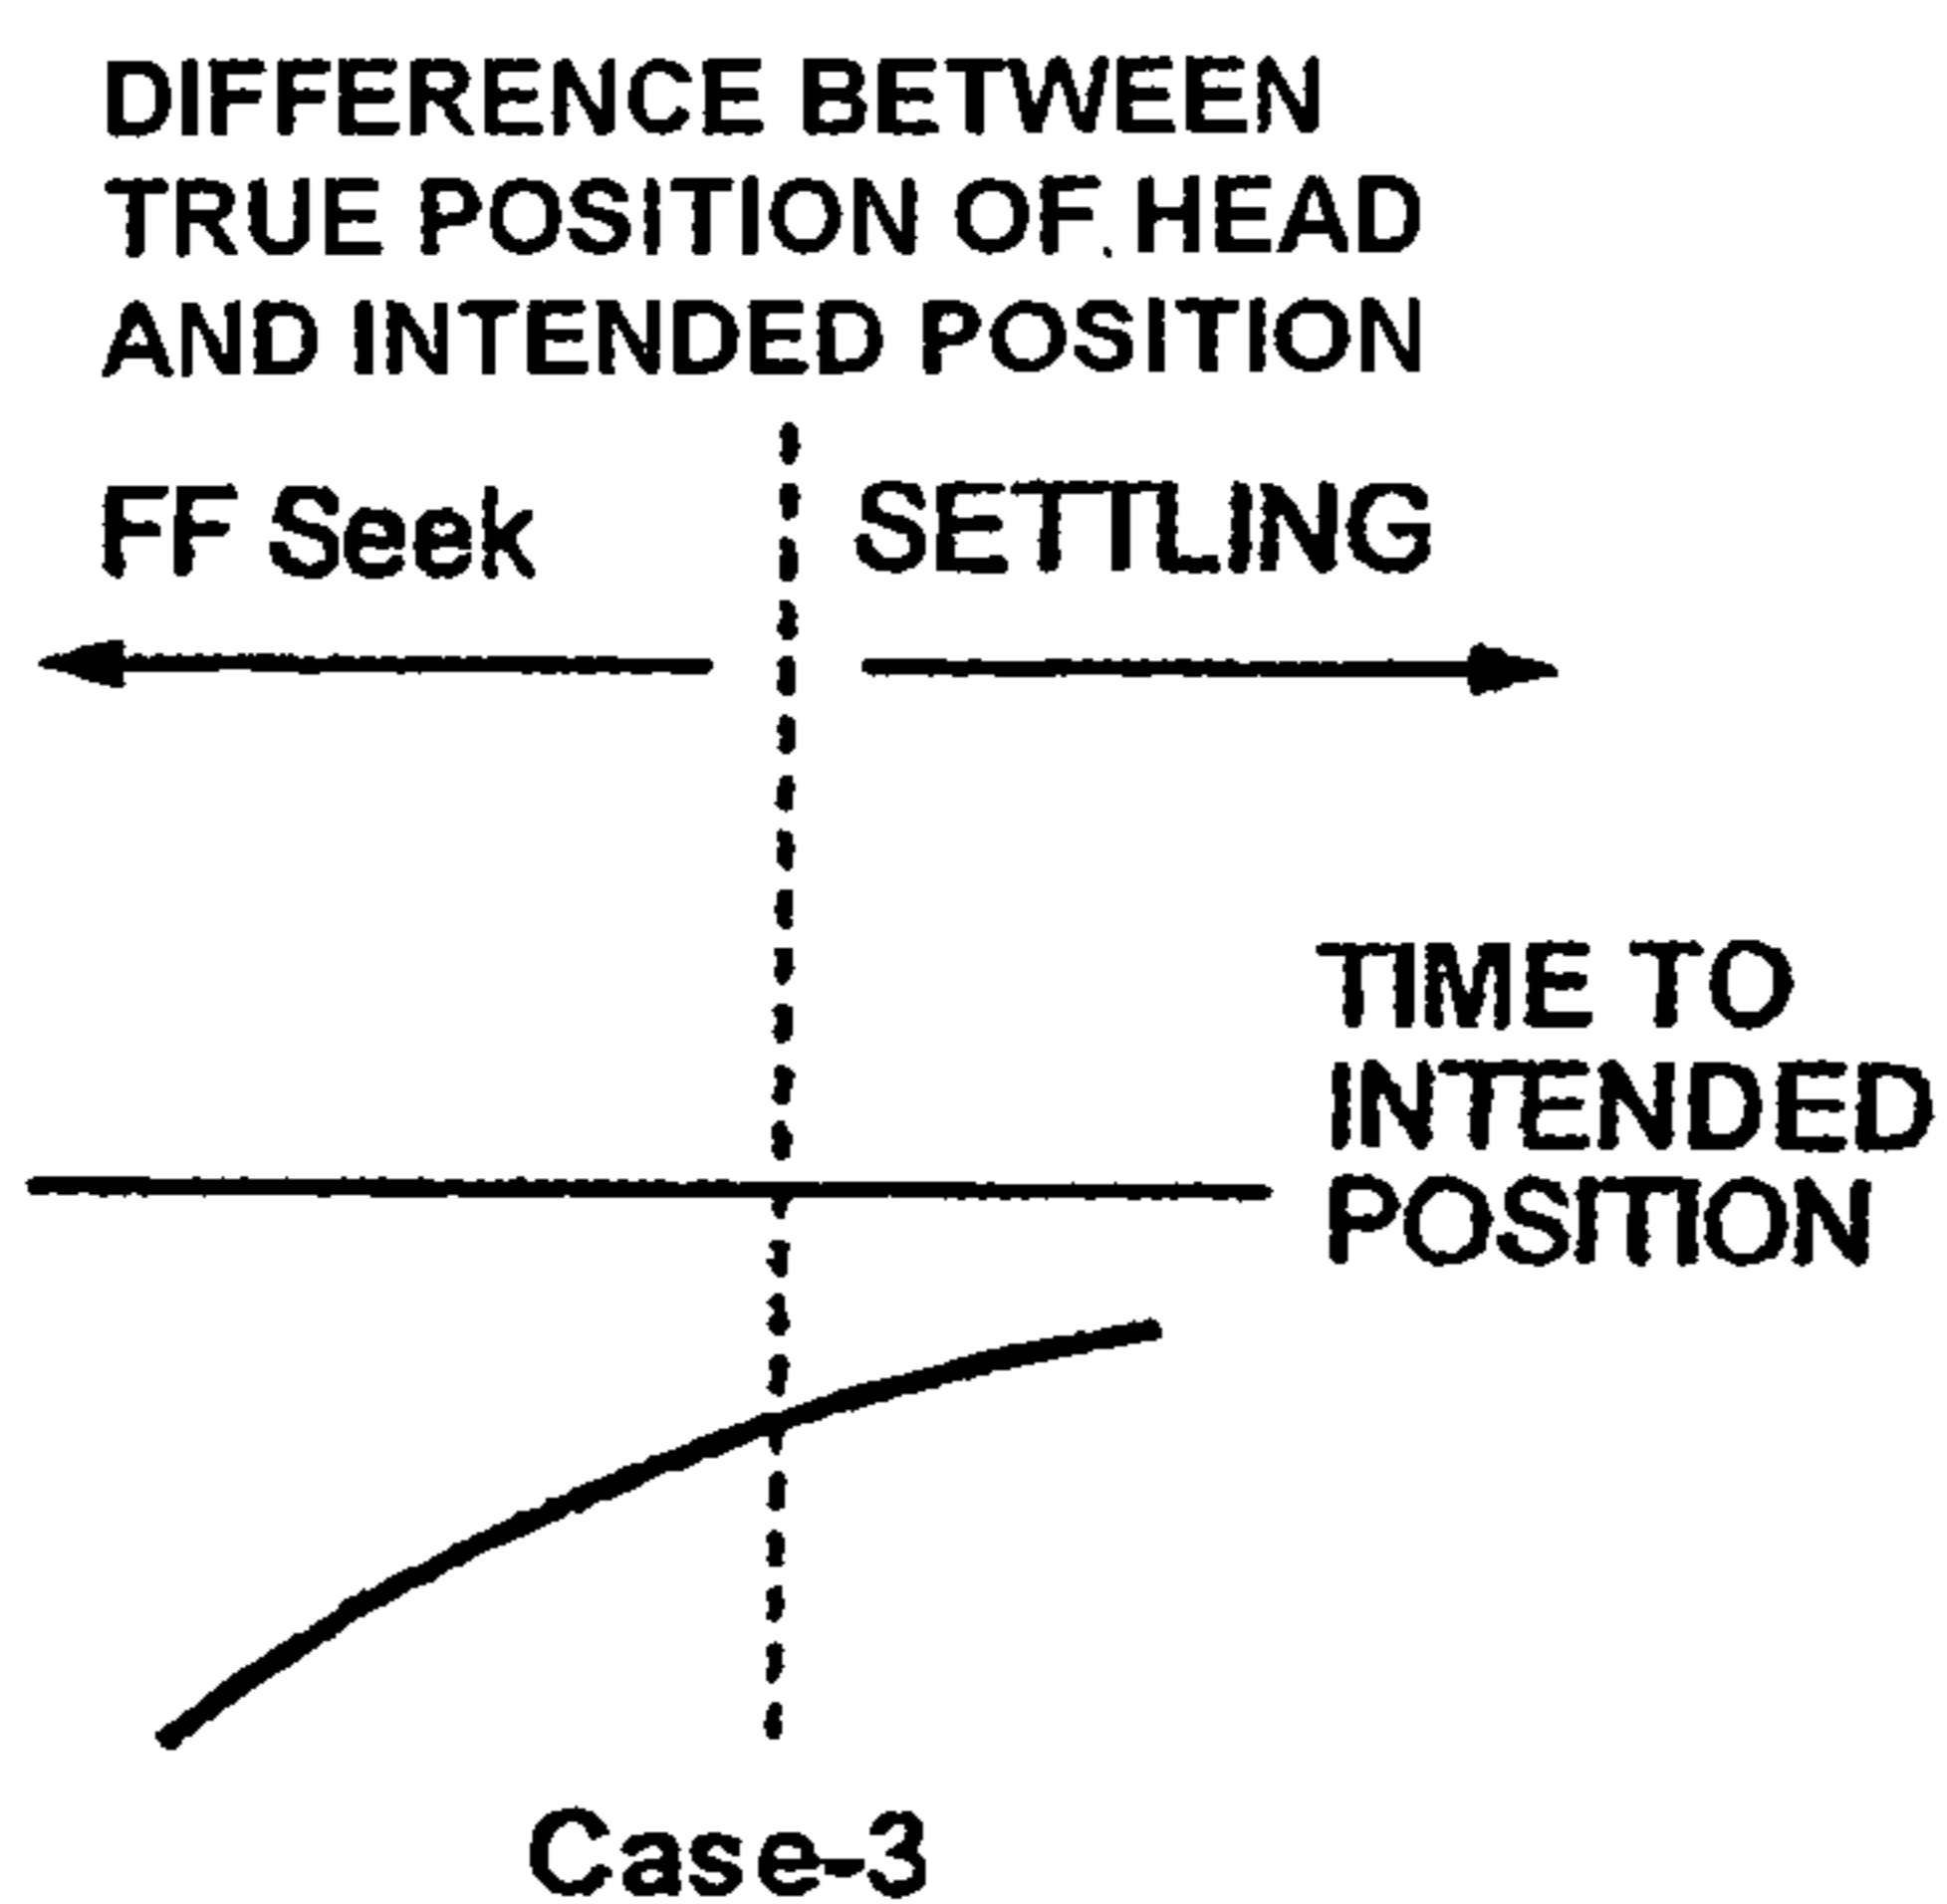 DIFFERENCE BETWEEN
TRUE POSITION OF HEAD
AND INTENDED POSITION
FF Seek
SETTLING
TIME TO
INTENDED
POSITION
Case-3